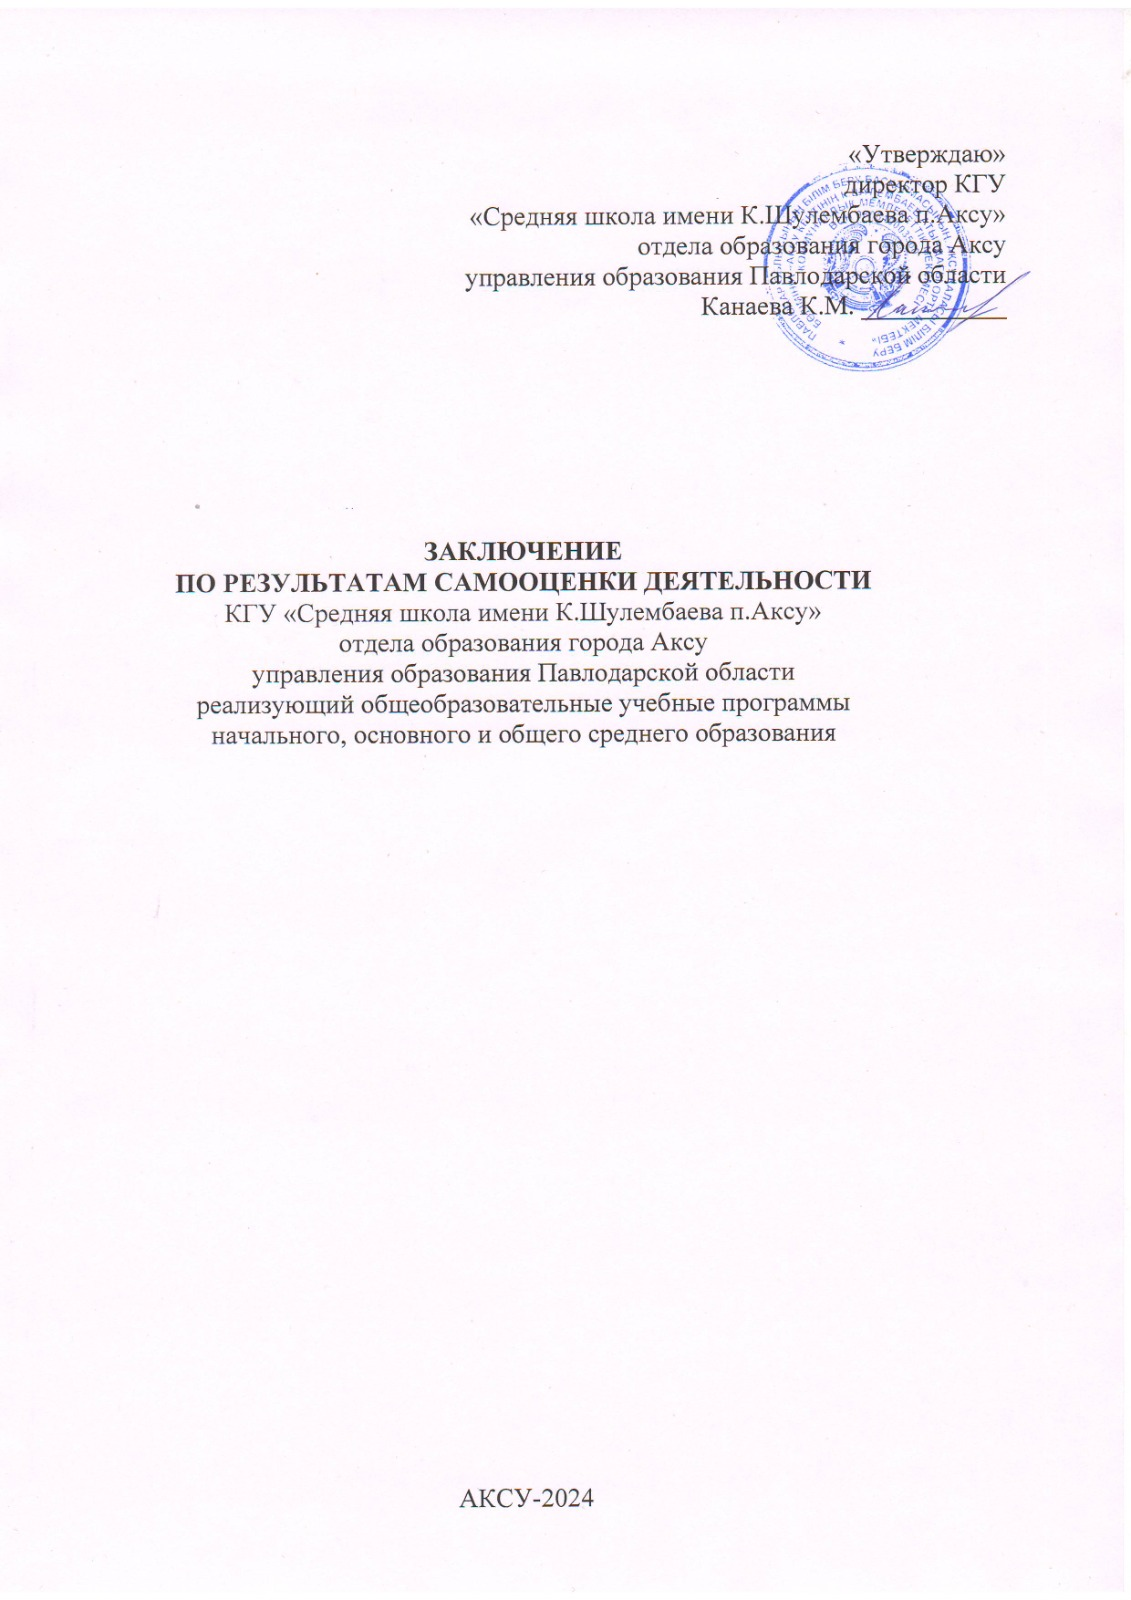 «Утверждаю»
директор КГУ
«Средняя школа имени К.Шулембаева п.Аксу»
отдела образования города Аксу
управления образования Павлодарской области
Канаева К.М.
ЗАКЛЮЧЕНИЕ
ПО РЕЗУЛЬТАТАМ САМООЦЕНКИ ДЕЯТЕЛЬНОСТИ
КГУ «Средняя школа имени К.Шулембаева п.Аксу»
отдела образования города Аксу
управления образования Павлодарской области
реализующий общеобразовательные учебные программы
начального, основного и общего среднего образования
АКСУ-2024